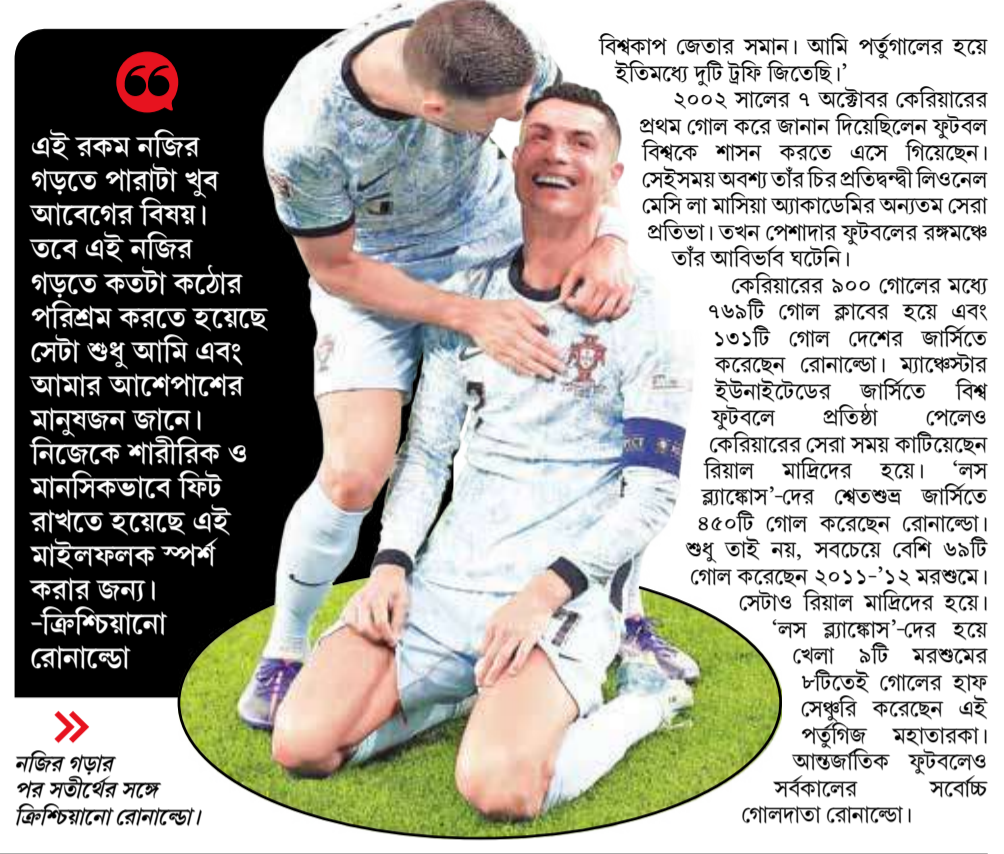 এই রকম নজির
গড়তে পারাটা খুব
আবেগের বিষয়।
তবে এই নজির
গড়তে কতটা কঠোর
পরিশ্রম করতে হয়েছে
সেটা শুধু আমি এবং
আমার আশেপাশের
মানুষজন জানে।
নিজেকে শারীরিক ও
মানসিকভাবে ফিট
রাখতে হয়েছে এই
মাইলফলক স্পর্শ
করার জন্য।
-ক্রিশ্চিয়ানো
রোনাল্ডো
নজির গড়ার
পর সতীর্থের সঙ্গে
ক্রিশ্চিয়ানো রোনাল্ডো।
বিশ্বকাপ জেতার সমান। আমি পর্তুগালের হয়ে
ইতিমধ্যে দুটি ট্রফি জিতেছি।’
২০০২ সালের ৭ অক্টোবর কেরিয়ারের
প্রথম গোল করে জানান দিয়েছিলেন ফুটবল
বিশ্বকে শাসন করতে এসে গিয়েছেন।
সেইসময় অবশ্য তাঁর চির প্রতিদ্বন্দ্বী লিওনেল
মেসি লা মাসিয়া অ্যাকাডেমির অন্যতম সেরা
প্রতিভা। তখন পেশাদার ফুটবলের রঙ্গমঞ্চে
তাঁর আবির্ভাব ঘটেনি।
কেরিয়ারের ৯০০ গোলের মধ্যে
৭৬৯টি গোল ক্লাবের হয়ে এবং
১৩১টি গোল দেশের জার্সিতে
করেছেন রোনাল্ডো। ম্যাঞ্চেস্টার
ইউনাইটেডের জার্সিতে বিশ্ব
ফুটবলে প্রতিষ্ঠা পেলেও
কেরিয়ারের সেরা সময় কাটিয়েছেন
রিয়াল মাদ্রিদের হয়ে। ‘লস
ব্ল্যাঙ্কোস’-দের শ্বেতশুভ্র জার্সিতে
৪৫০টি গোল করেছেন রোনাল্ডো।
শুধু তাই নয়, সবচেয়ে বেশি ৬৯টি
গোল করেছেন ২০১১-’১২ মরশুমে।
সেটাও রিয়াল মাদ্রিদের হয়ে।
‘লস ব্ল্যাঙ্কোস’-দের হয়ে
খেলা ৯টি মরশুমের
৮টিতেই গোলের হাফ
সেঞ্চুরি করেছেন এই
পর্তুগিজ মহাতারকা।
আন্তর্জাতিক ফুটবলেও
সর্বকালের সর্বোচ্চ
গোলদাতা রোনাল্ডো।